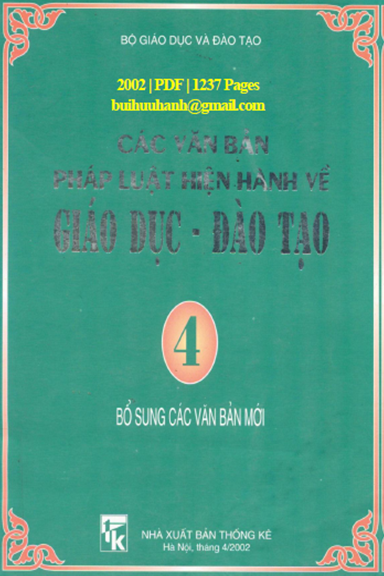 BỘ GIÁO DỤC VÀ ĐÀO TẠO
2002 | PDF | 1237 Pages
buihuuhanh@gmail.com
CÁC VĂN BẢN
PHÁP LUẬT HIỆN HÀNH VỀ
GIÁO DỤC - ĐÀO TẠO
4
BỔ SUNG CÁC VĂN BẢN MỚI
TK
NHÀ XUẤT BẢN THỐNG KÊ
Hà Nội, tháng 4/2002